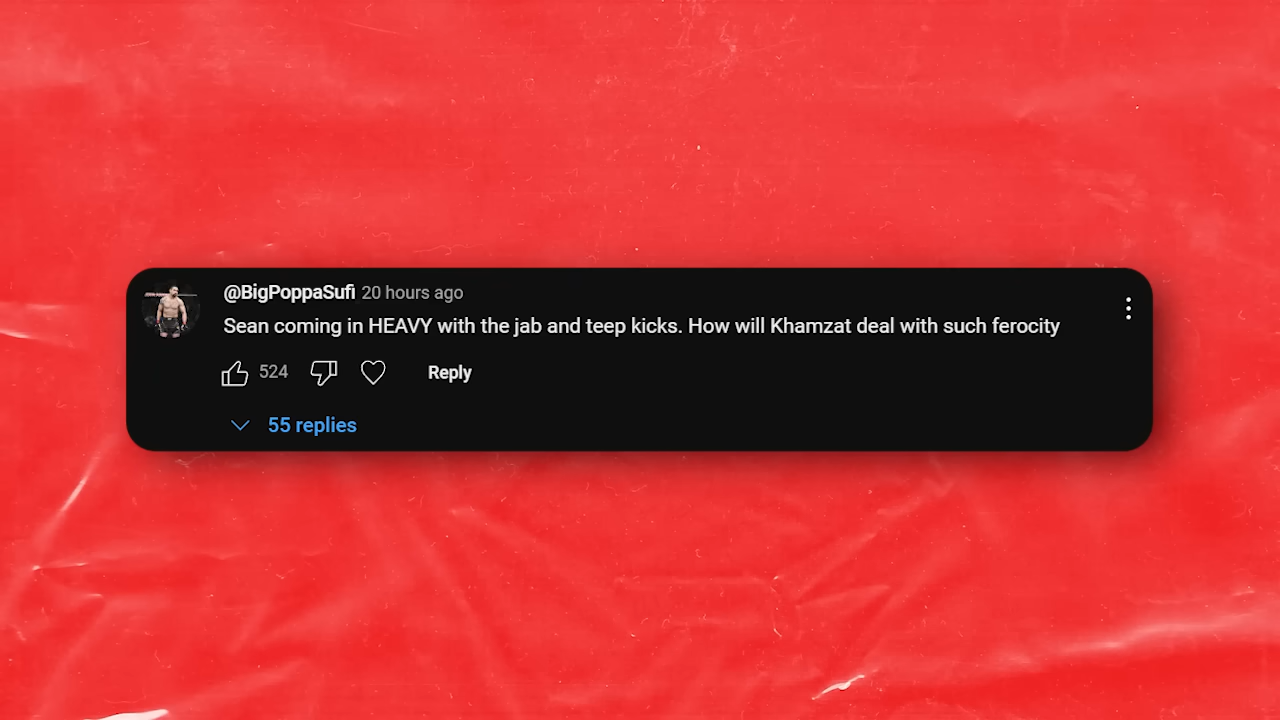 @BigPoppaSufi 20 hours ago
Sean coming in HEAVY with the jab and teep kicks. How will Khamzat deal with such ferocity
524 Reply
55 replies